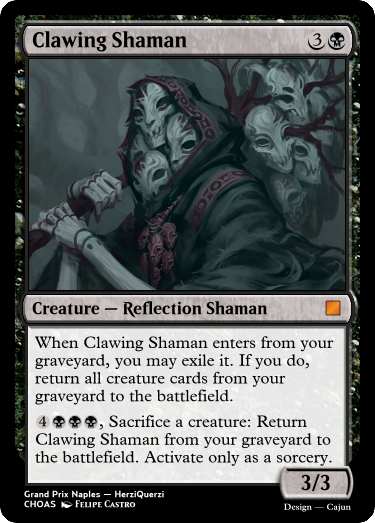 Clawing Shaman 3
Creature — Reflection Shaman
When Clawing Shaman enters from your
graveyard, you may exile it. If you do,
return all creature cards from your
graveyard to the battlefield.
4, Sacrifice a creature: Return
Clawing Shaman from your graveyard to
the battlefield. Activate only as a sorcery.
3/3
Grand Prix Naples — HerziQuerzi
CHOAS Felipe Castro
Design — Cajun